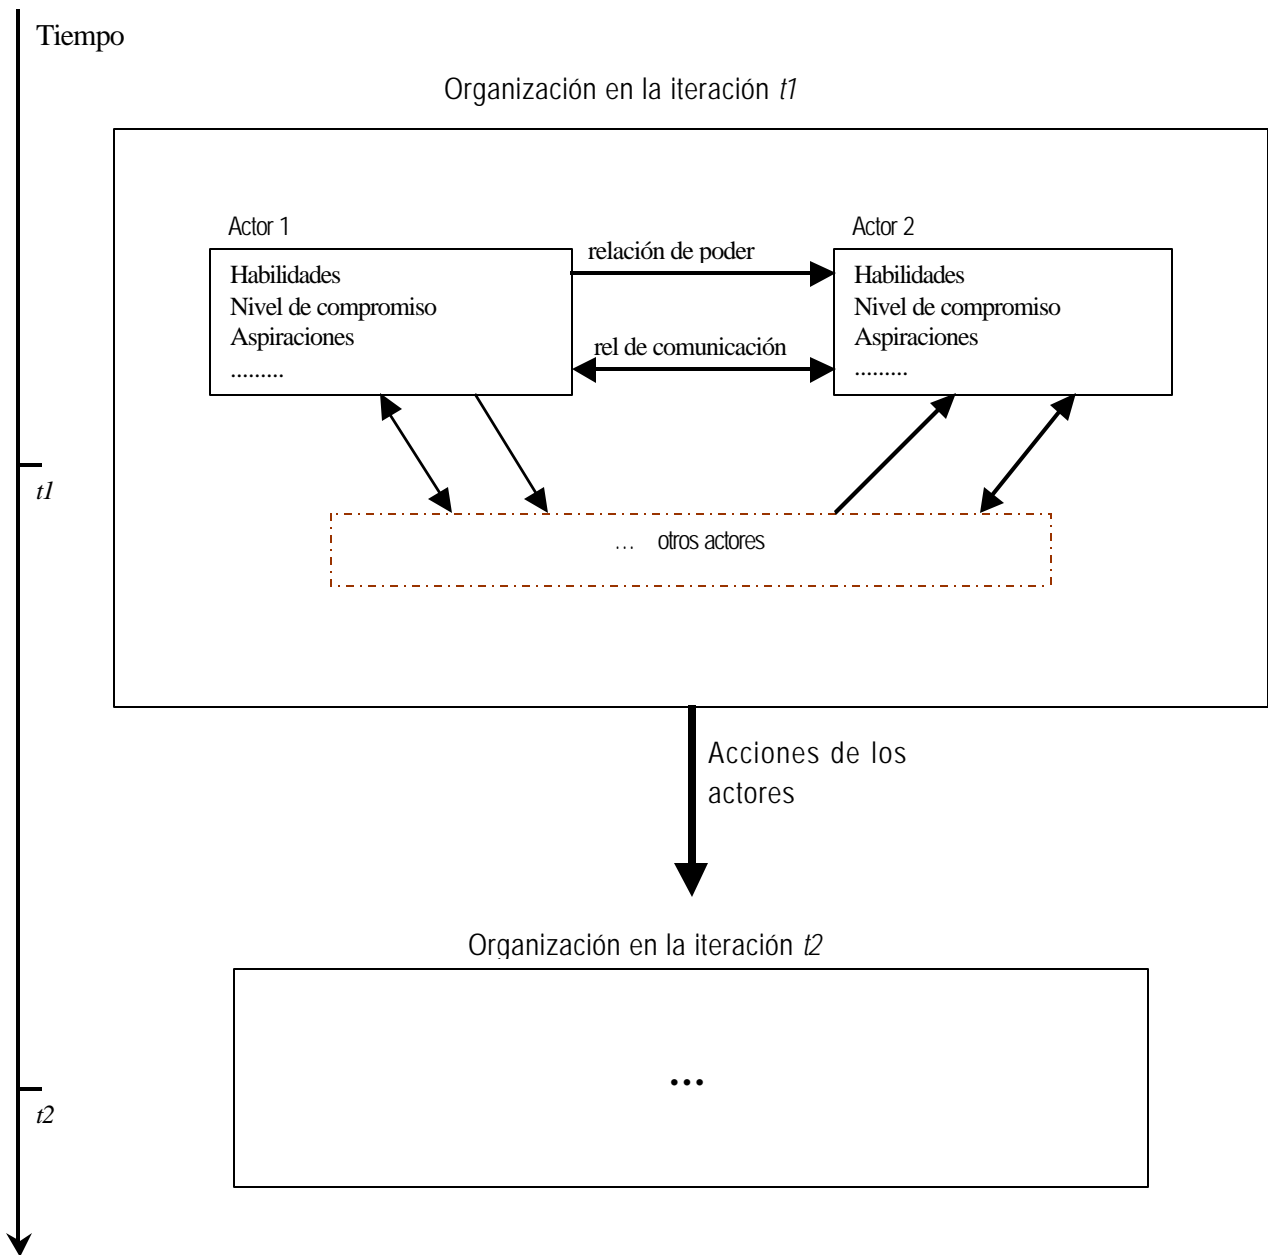 Tiempo
Organización en la iteración t1
Actor 1
Habilidades
Nivel de compromiso
Aspiraciones
.........
relación de poder
rel de comunicación
Actor 2
Habilidades
Nivel de compromiso
Aspiraciones
.........
t1
... otros actores
Acciones de los
actores
Organización en la iteración t2
...
t2